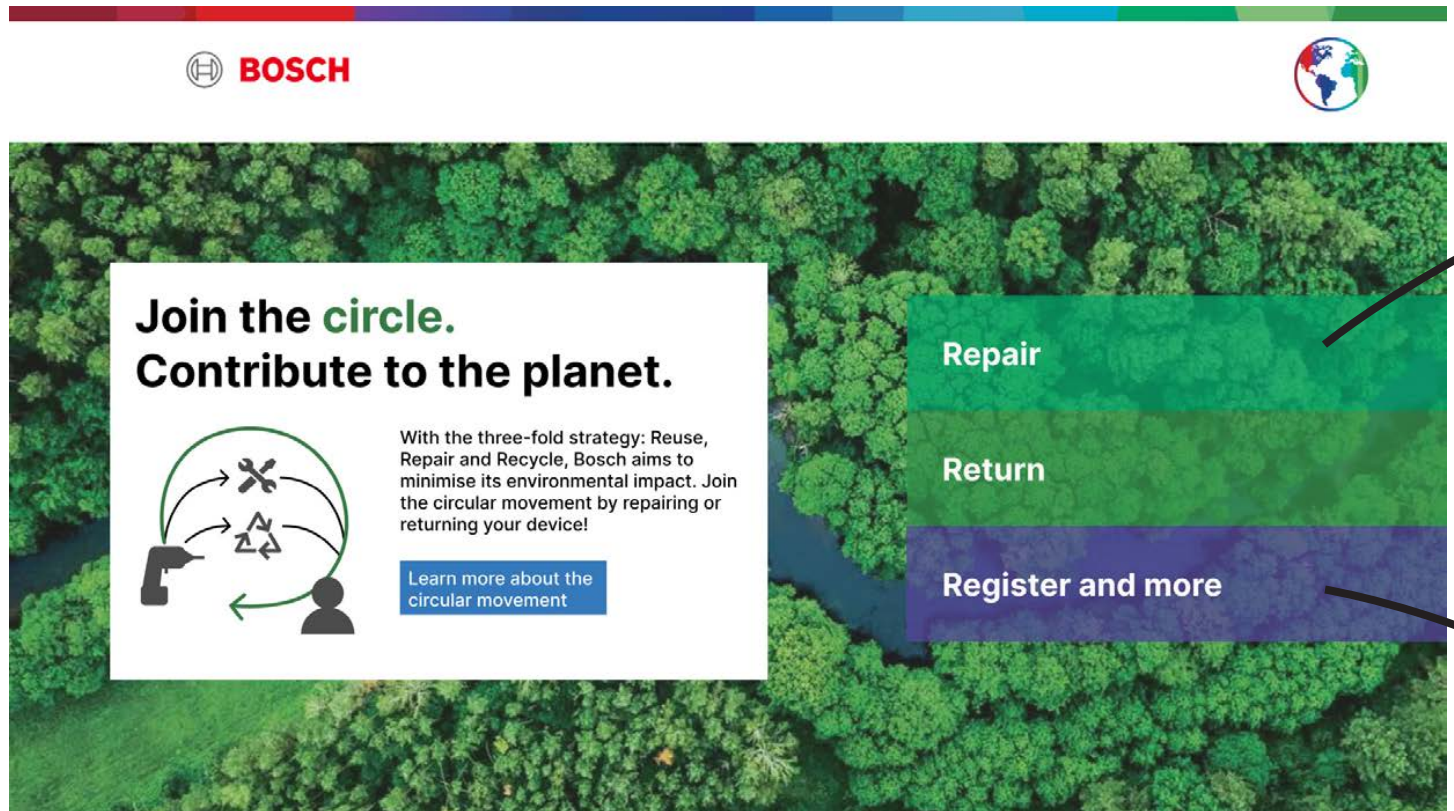 BOSCH
Join the circle.
Contribute to the planet.
With the three-fold strategy: Reuse,
Repair and Recycle, Bosch aims to
minimise its environmental impact. Join
the circular movement by repairing or
returning your device!
Learn more about the
circular movement
Repair
Return
Register and more